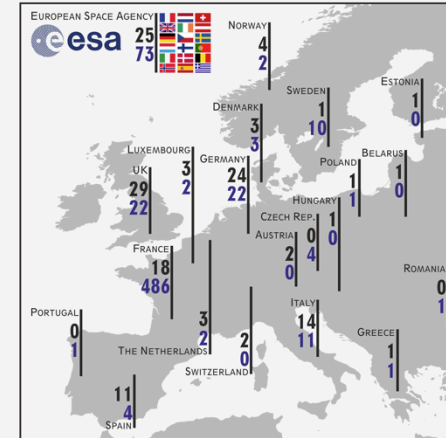 EUROPEAN SPACE AGENCY
esa
25
73
NORWAY
4
2
ESTONIA
1
0
SWEDEN
1
10
DENMARK
3
3
LUXEMBOURG
3
2
GERMANY
24
22
POLAND
1
1
BELARUS
1
0
UK
29
22
HUNGARY
1
0
CZECH REP.
0
4
AUSTRIA
2
0
FRANCE
18
486
ROMANIA
0
1
ITALY
14
11
PORTUGAL
0
1
3
2
THE NETHERLANDS
2
0
SWITZERLAND
GREECE
1
1
11
4
SPAIN